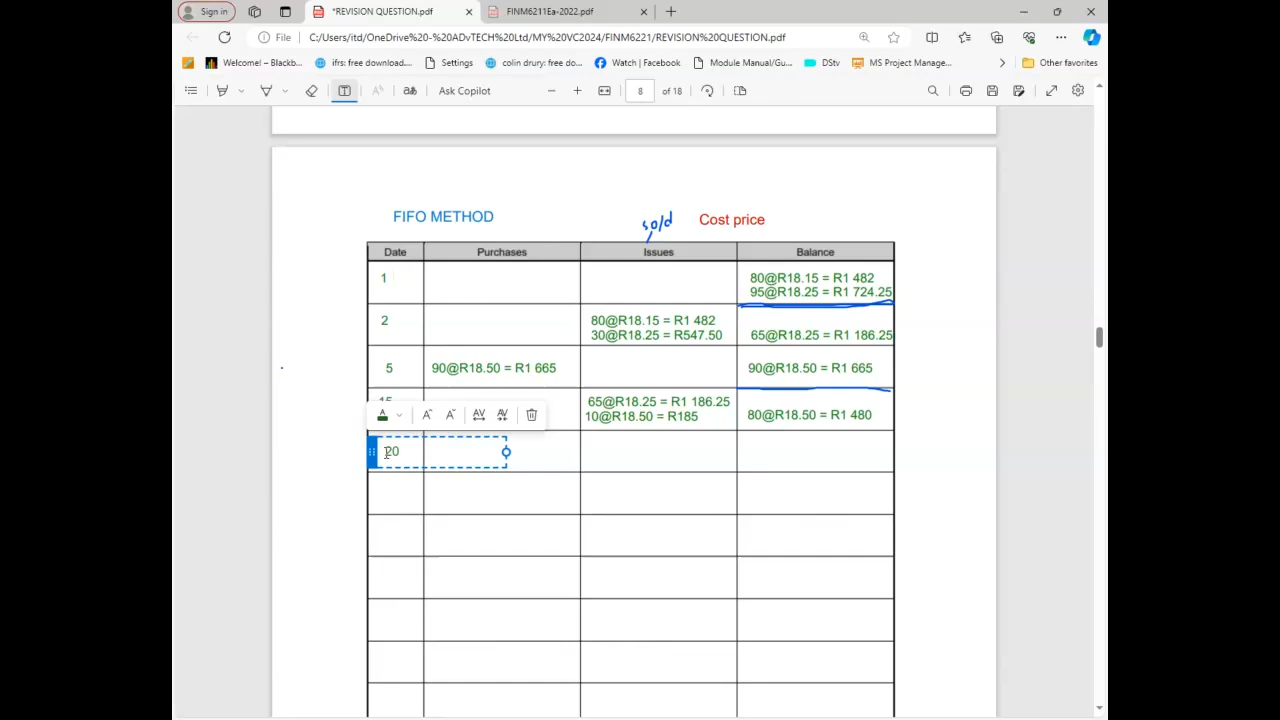 Sign in
*REVISION QUESTION.pdf
FINM6211Ea-2022.pdf
File
C:/Users/itd/OneDrive%20-%20ADvTECH%20Ltd/MY%20VC2024/FINM6221/REVISION%20QUESTION.pdf
Welcome! – Blackb...
ifrs: free download....
Settings
colin drury: free do...
Watch | Facebook
Module Manual/Gu...
DStv
MS Project Manage...
Other favorites
Ask Copilot
8
of 18
FIFO METHOD
sold
Cost price
Date Purchases Issues Balance
1 80@R18.15 = R1 482
95@R18.25 = R1 724.25
2 80@R18.15 = R1 482
30@R18.25 = R547.50 65@R18.25 = R1 186.25
5 90@R18.50 = R1 665 90@R18.50 = R1 665
15 65@R18.25 = R1 186.25
10@R18.50 = R185 80@R18.50 = R1 480
20